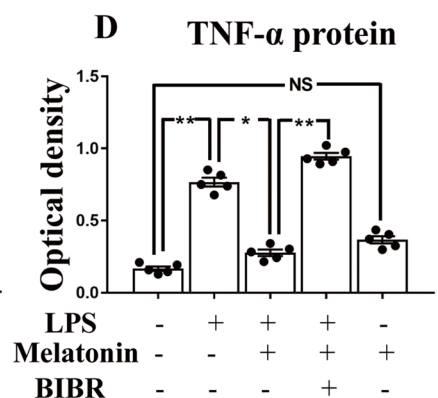 D TNF-α protein
Optical density
1.5
1.0
0.5
0.0
NS
** * **
LPS - + + + -
Melatonin - - + + +
BIBR - - - + -